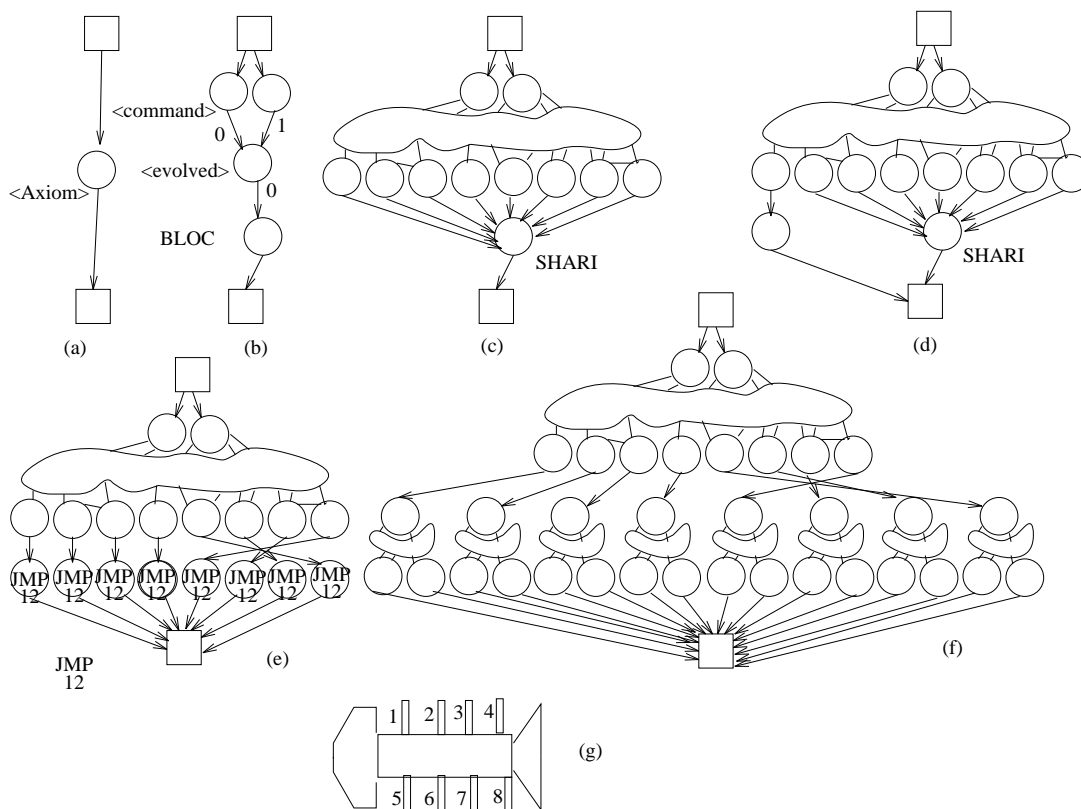 <command>
0
1
<Axiom>
<evolved>
0
BLOC
SHARI
SHARI
(a)
(b)
(c)
(d)
JMP
12
JMP
12
JMP
12
JMP
12
JMP
12
JMP
12
JMP
12
JMP
12
JMP
12
(e)
(f)
1
2
3
4
(g)
5
6
7
8